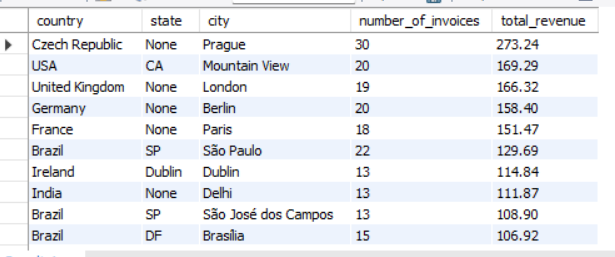 country state city number_of_invoices total_revenue
Czech Republic None Prague 30 273.24
USA CA Mountain View 20 169.29
United Kingdom None London 19 166.32
Germany None Berlin 20 158.40
France None Paris 18 151.47
Brazil SP São Paulo 22 129.69
Ireland Dublin Dublin 13 114.84
India None Delhi 13 111.87
Brazil SP São José dos Campos 13 108.90
Brazil DF Brasília 15 106.92